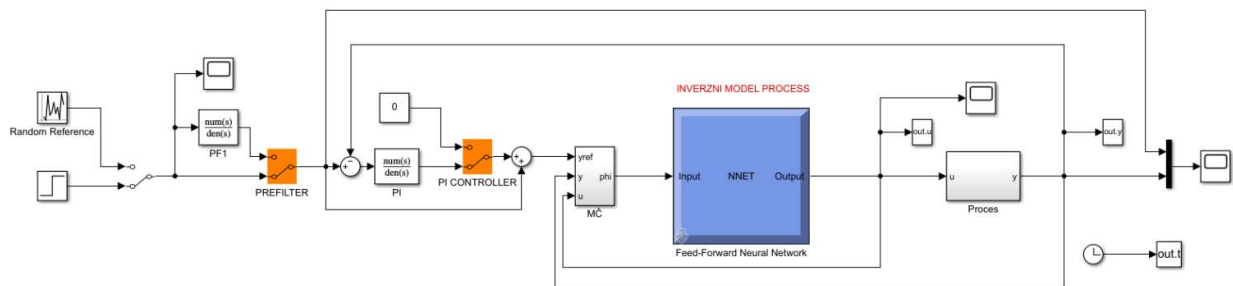 Random Reference
num(s)
den(s)
PF1
PREFILTER
0
+
−
num(s)
den(s)
PI
PI CONTROLLER
+
+
yref
y
u
phi
MČ
INVERZNI MODEL PROCESS
Input
NNET
Output
Feed-Forward Neural Network
out.u
u
y
Proces
out.y
out.t